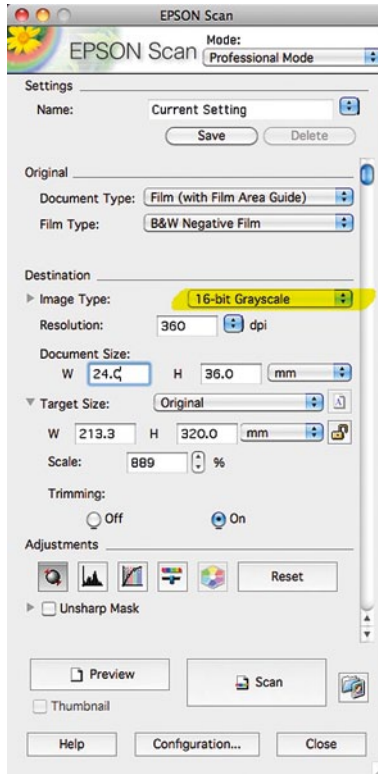 EPSON Scan
EPSON Scan
Mode:
Professional Mode
Settings
Name: Current Setting
Save Delete
Original
Document Type: Film (with Film Area Guide)
Film Type: B&W Negative Film
Destination
Image Type: 16-bit Grayscale
Resolution: 360 dpi
Document Size:
W 24.0 H 36.0 mm
Target Size: Original
W 213.3 H 320.0 mm
Scale: 889 %
Trimming:
Off On
Adjustments
Reset
Unsharp Mask
Preview
Scan
Thumbnail
Help Configuration... Close